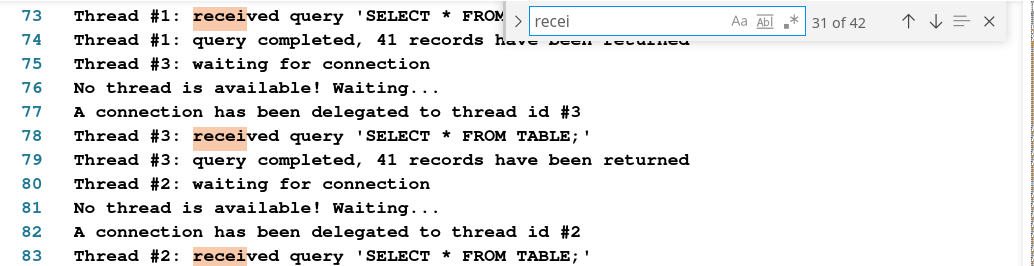 73 Thread #1: received query 'SELECT * FROM
recei
Aa
Abl
.*
31 of 42
74 Thread #1: query completed, 41 records have been returned
75 Thread #3: waiting for connection
76 No thread is available! Waiting...
77 A connection has been delegated to thread id #3
78 Thread #3: received query 'SELECT * FROM TABLE;'
79 Thread #3: query completed, 41 records have been returned
80 Thread #2: waiting for connection
81 No thread is available! Waiting...
82 A connection has been delegated to thread id #2
83 Thread #2: received query 'SELECT * FROM TABLE;'